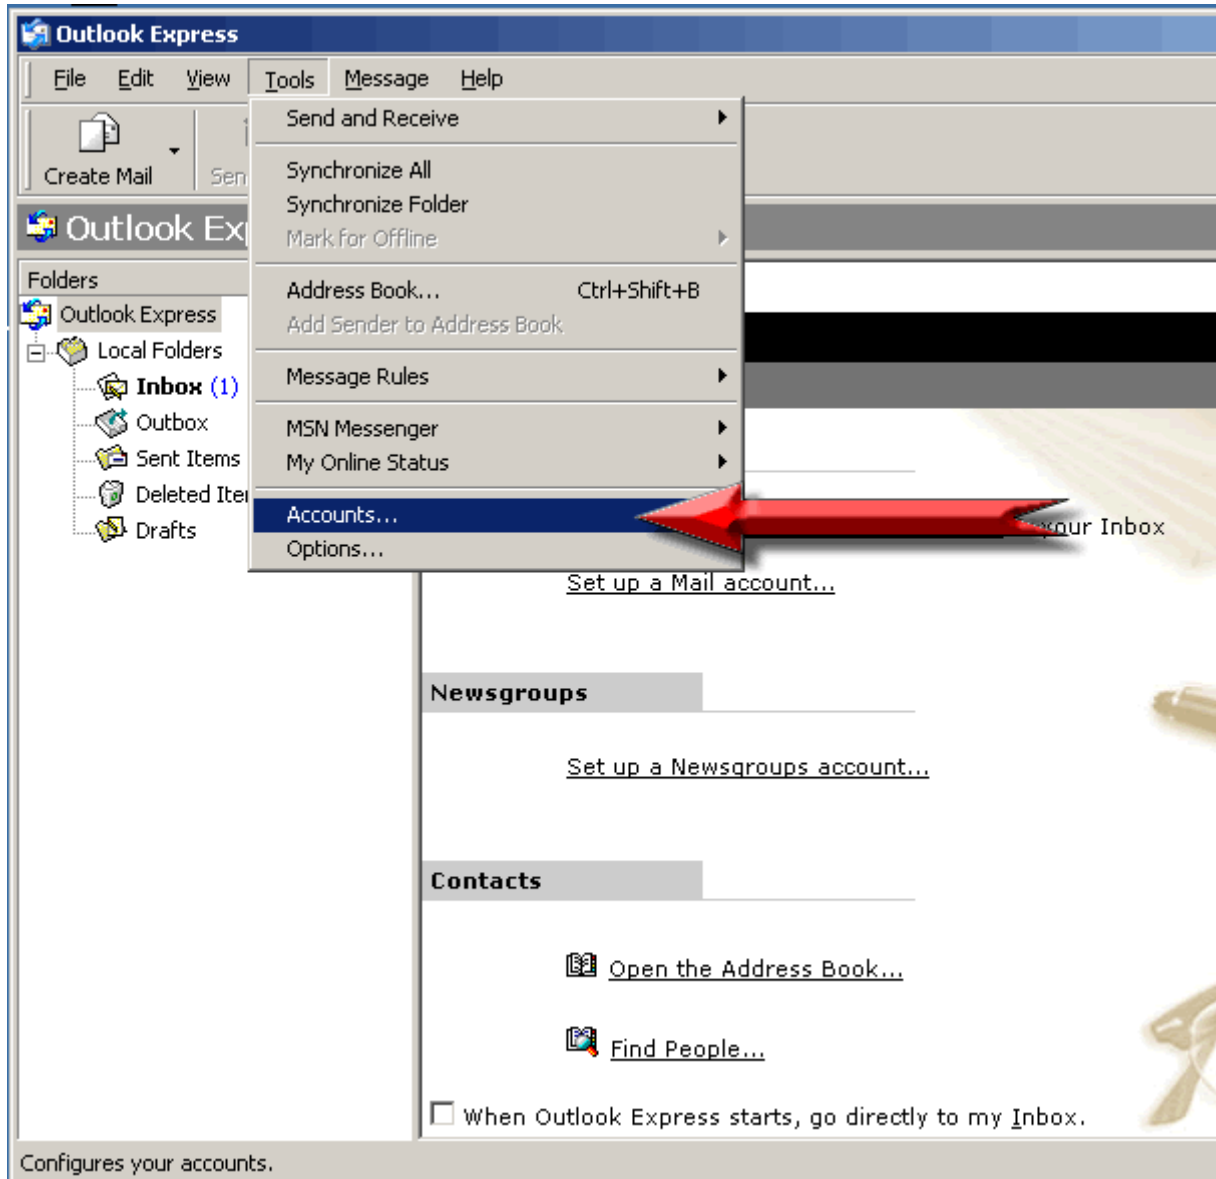 Outlook Express
File Edit View Tools Message Help
Create Mail
Send and Receive
Synchronize All
Synchronize Folder
Mark for Offline
Address Book... Ctrl+Shift+B
Add Sender to Address Book
Message Rules
MSN Messenger
My Online Status
Accounts...
Options...
Outlook
Folders
Outlook Express
Local Folders
Inbox (1)
Outbox
Sent Items
Deleted
Drafts
your Inbox
Set up a Mail account...
Newsgroups
Set up a Newsgroups account...
Contacts
Open the Address Book...
Find People...
When Outlook Express starts, go directly to my Inbox.
Configures your accounts.